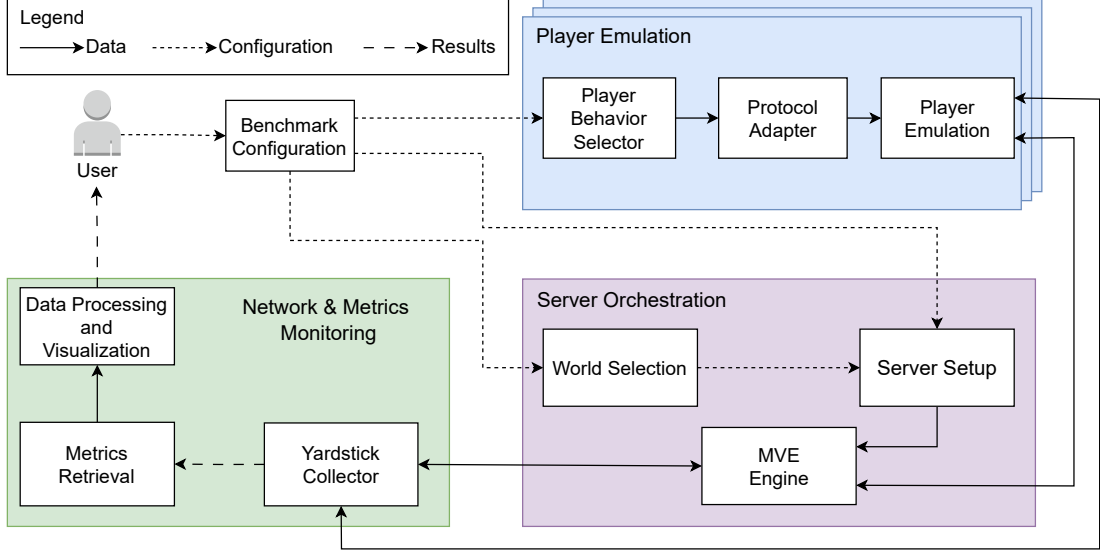 Legend
Data
Configuration
Results
Player Emulation
Player
Behavior
Selector
Protocol
Adapter
Player
Emulation
Benchmark
Configuration
User
Network & Metrics
Monitoring
Data Processing
and
Visualization
Metrics
Retrieval
Yardstick
Collector
Server Orchestration
World Selection
Server Setup
MVE
Engine